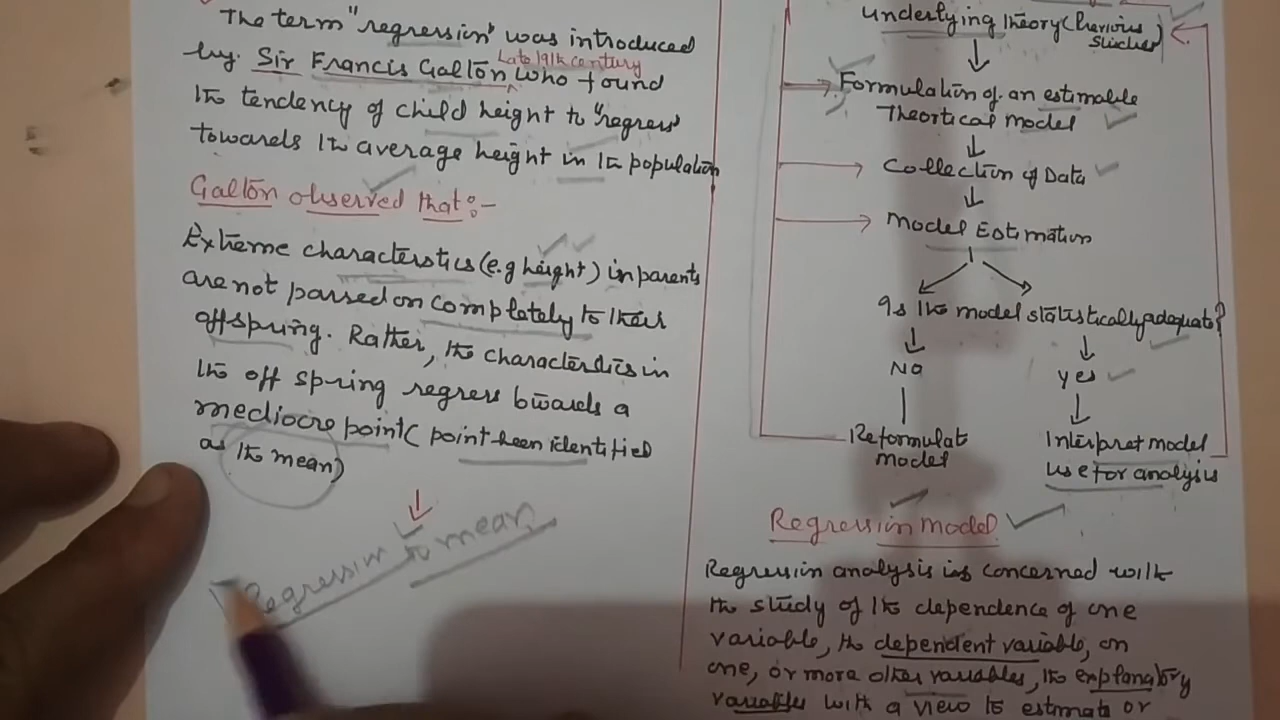 The term "regression" was introduced
by. Sir Francis Galton Late 19th century who found
the tendency of child height to "regress"
towards the average height in the population
Galton observed that:-
Extreme characterstics (e.g height) in parents
are not passed on completely to their
offspring. Rather, the characterstics in
the off spring regress towards a
mediocre point ( point been identified
as the mean)
Regression to mean
Underlying theory (Previous
Studies)
Formulation of an estimable
Theortical model
Collection of Data
Model Estimation
Is the model statistically adequate?
No
yes
Reformulat
model
Interpret model
use for analysis
Regression Model
Regression analysis is concerned with
the study of the dependence of one
variable, the dependent variable, on
one, or more other variables, the
variables with a view to estimate or